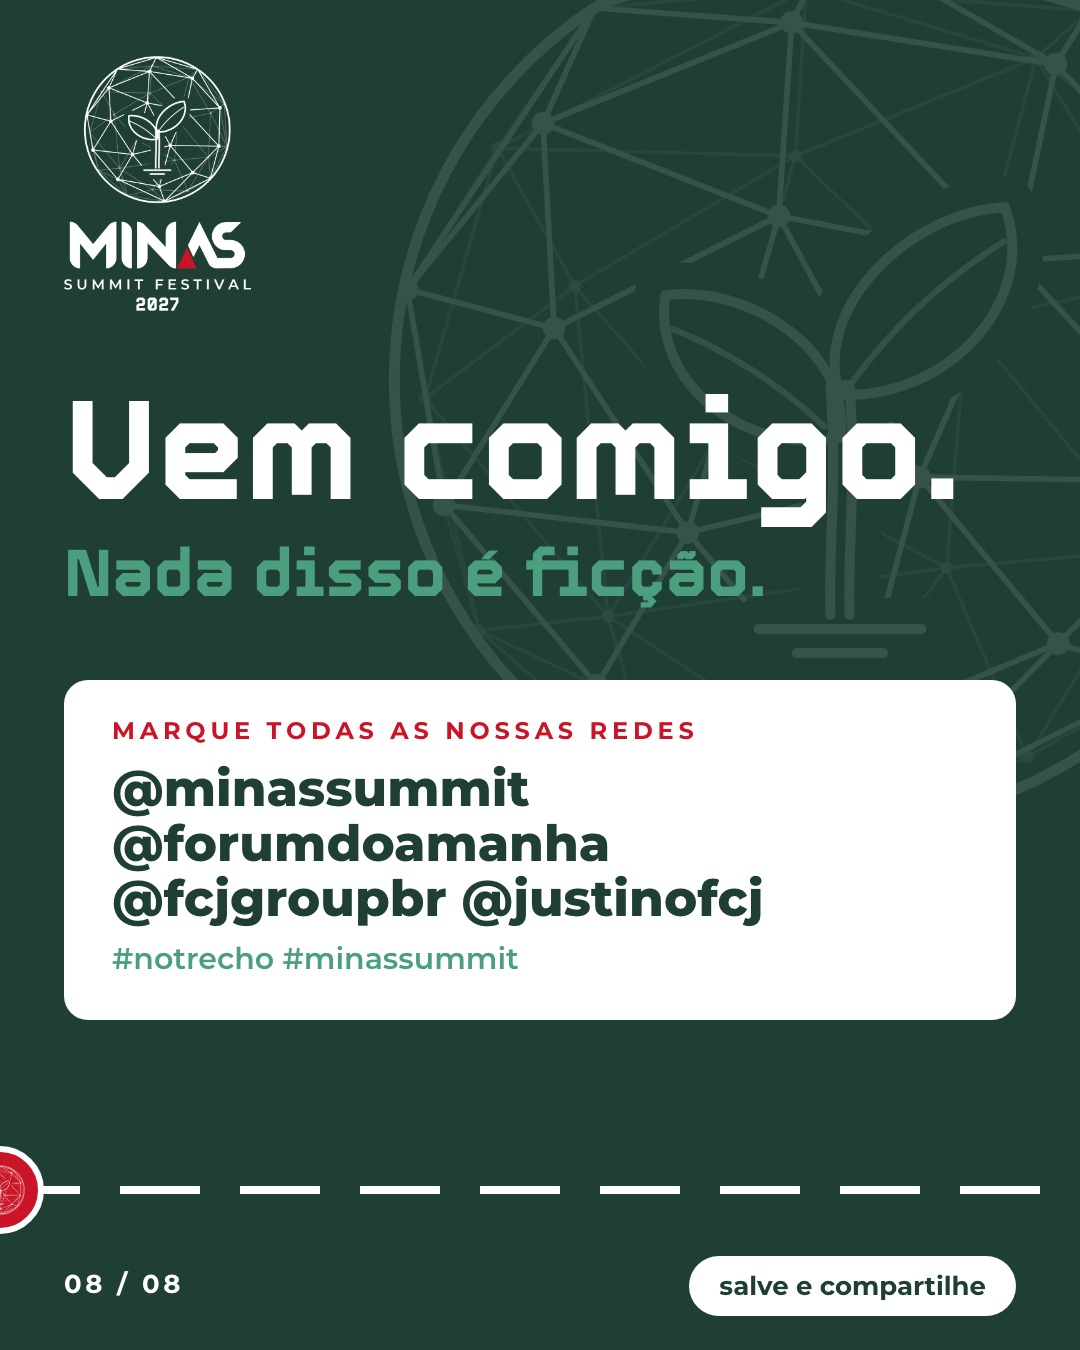 MINAS
SUMMIT FESTIVAL
2027
Vem comigo.
Nada disso é ficção.
MARQUE TODAS AS NOSSAS REDES
@minassummit
@forumdoamanha
@fcjgroupbr @justinofcj
#notrecho #minassummit
08 / 08
salve e compartilhe